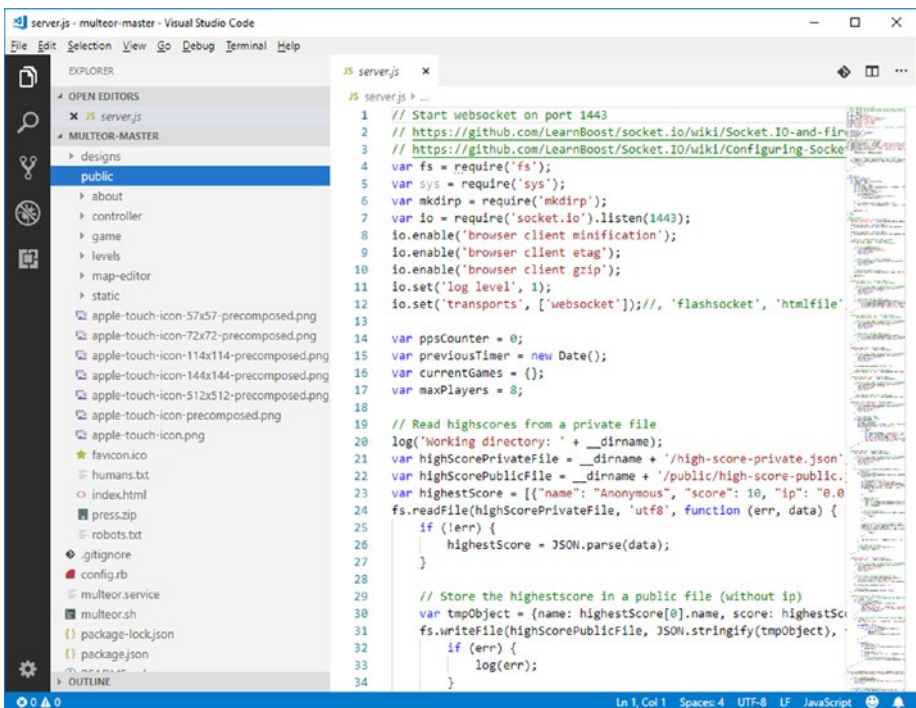 server.js - multeor-master - Visual Studio Code
File Edit Selection View Go Debug Terminal Help
EXPLORER
OPEN EDITORS
JS server.js
MULTEOR-MASTER
designs
public
about
controller
game
levels
map-editor
static
apple-touch-icon-57x57-precomposed.png
apple-touch-icon-72x72-precomposed.png
apple-touch-icon-114x114-precomposed.png
apple-touch-icon-144x144-precomposed.png
apple-touch-icon-512x512-precomposed.png
apple-touch-icon-precomposed.png
apple-touch-icon.png
favicon.ico
humans.txt
index.html
press.zip
robots.txt
.gitignore
config.rb
multeor.service
multeor.sh
package-lock.json
package.json
OUTLINE
JS server.js
JS server.js ...
1 // Start websocket on port 1443
2 // https://github.com/LearnBoost/socket.io/wiki/Socket.IO-and-fir
3 // https://github.com/LearnBoost/Socket.IO/wiki/Configuring-Socke
4 var fs = require('fs');
5 var sys = require('sys');
6 var mkdirp = require('mkdirp');
7 var io = require('socket.io').listen(1443);
8 io.enable('browser client minification');
9 io.enable('browser client etag');
10 io.enable('browser client gzip');
11 io.set('log level', 1);
12 io.set('transports', ['websocket']);//, 'flashsocket', 'htmlfile'
13
14 var ppsCounter = 0;
15 var previousTimer = new Date();
16 var currentGames = {};
17 var maxPlayers = 8;
18
19 // Read highscores from a private file
20 log('Working directory: ' + __dirname);
21 var highScorePrivateFile = __dirname + '/high-score-private.json'
22 var highScorePublicFile = __dirname + '/public/high-score-public.
23 var highestScore = [{"name": "Anonymous", "score": 10, "ip": "0.0
24 fs.readFile(highScorePrivateFile, 'utf8', function (err, data) {
25 if (!err) {
26 highestScore = JSON.parse(data);
27 }
28
29 // Store the highestscore in a public file (without ip)
30 var tmpObject = {name: highestScore[0].name, score: highestSc
31 fs.writeFile(highScorePublicFile, JSON.stringify(tmpObject),
32 if (err) {
33 log(err);
34 }
0 0 Ln 1, Col 1 Spaces: 4 UTF-8 LF JavaScript